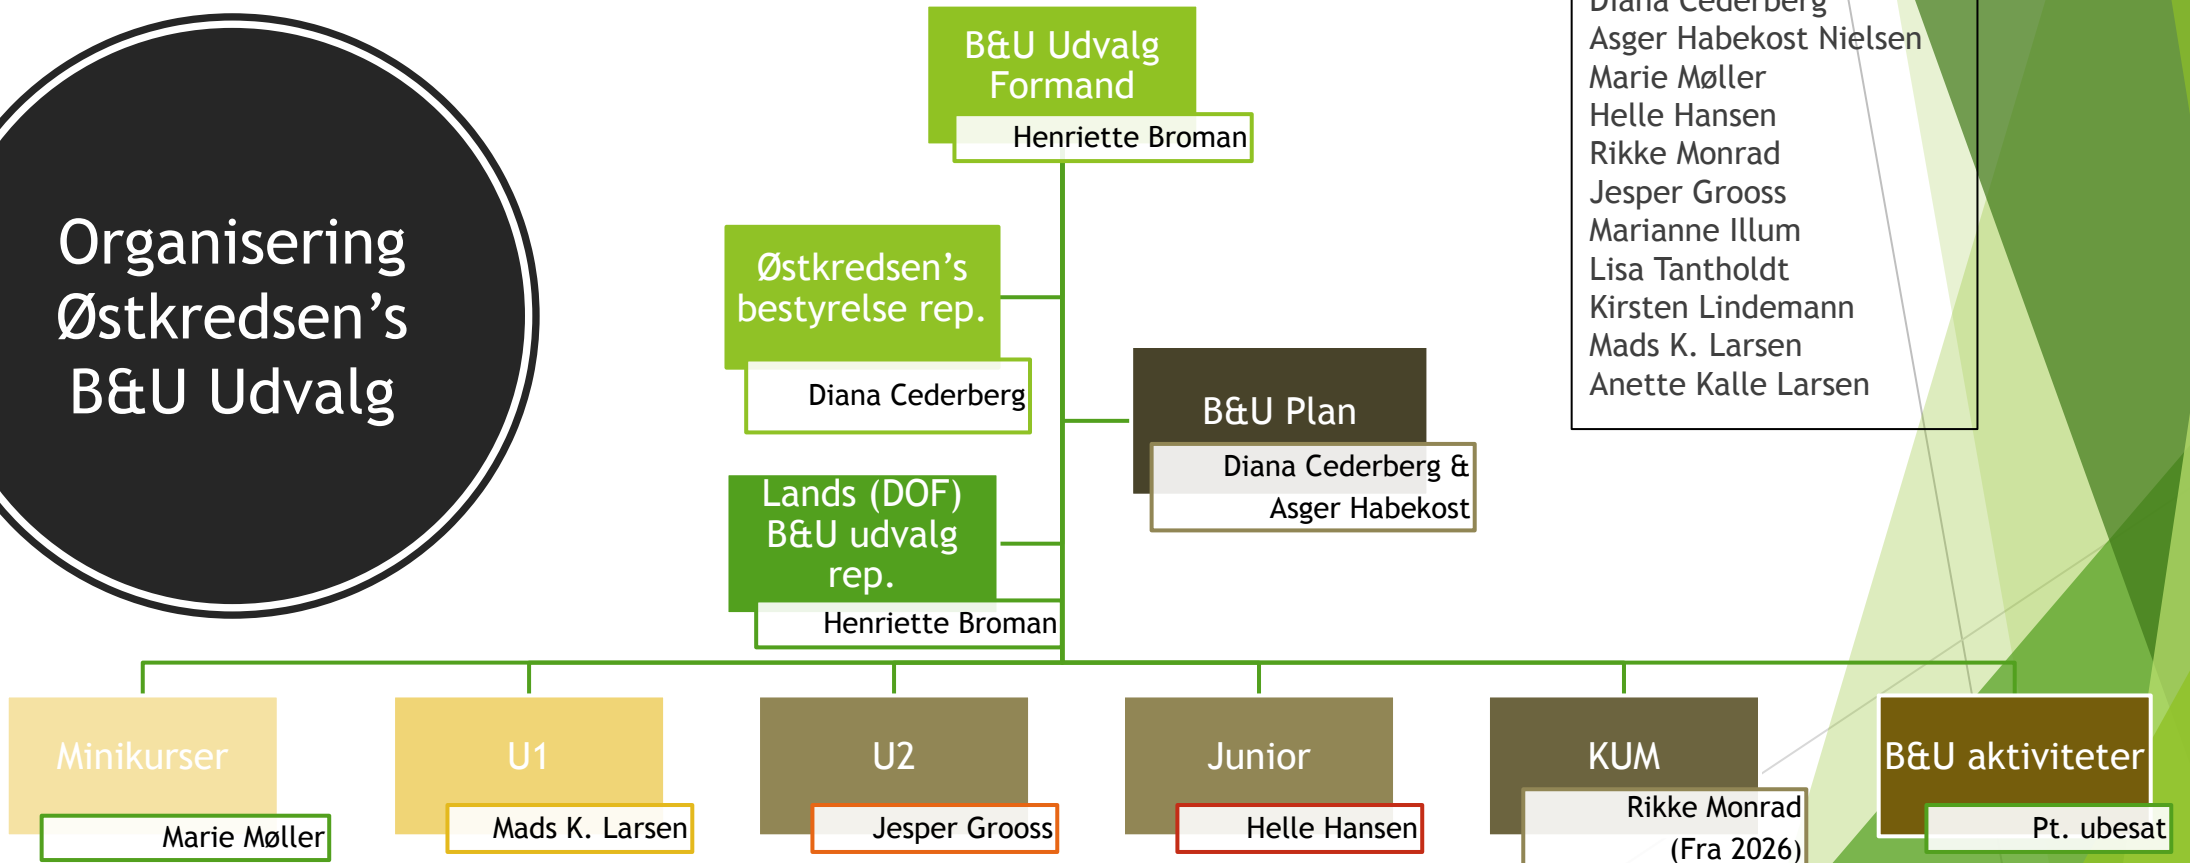 Organisering
Østkredsen’s
B&U Udvalg
B&U Udvalg
Formand
Henriette Broman
Østkredsen’s
bestyrelse rep.
Diana Cederberg
B&U Plan
Diana Cederberg &
Asger Habekost
Lands (DOF)
B&U udvalg
rep.
Henriette Broman
Diana Cederberg
Asger Habekost Nielsen
Marie Møller
Helle Hansen
Rikke Monrad
Jesper Grooss
Marianne Illum
Lisa Tantholdt
Kirsten Lindemann
Mads K. Larsen
Anette Kalle Larsen
Minikurser
Marie Møller
U1
Mads K. Larsen
U2
Jesper Grooss
Junior
Helle Hansen
KUM
Rikke Monrad
(Fra 2026)
B&U aktiviteter
Pt. ubesat